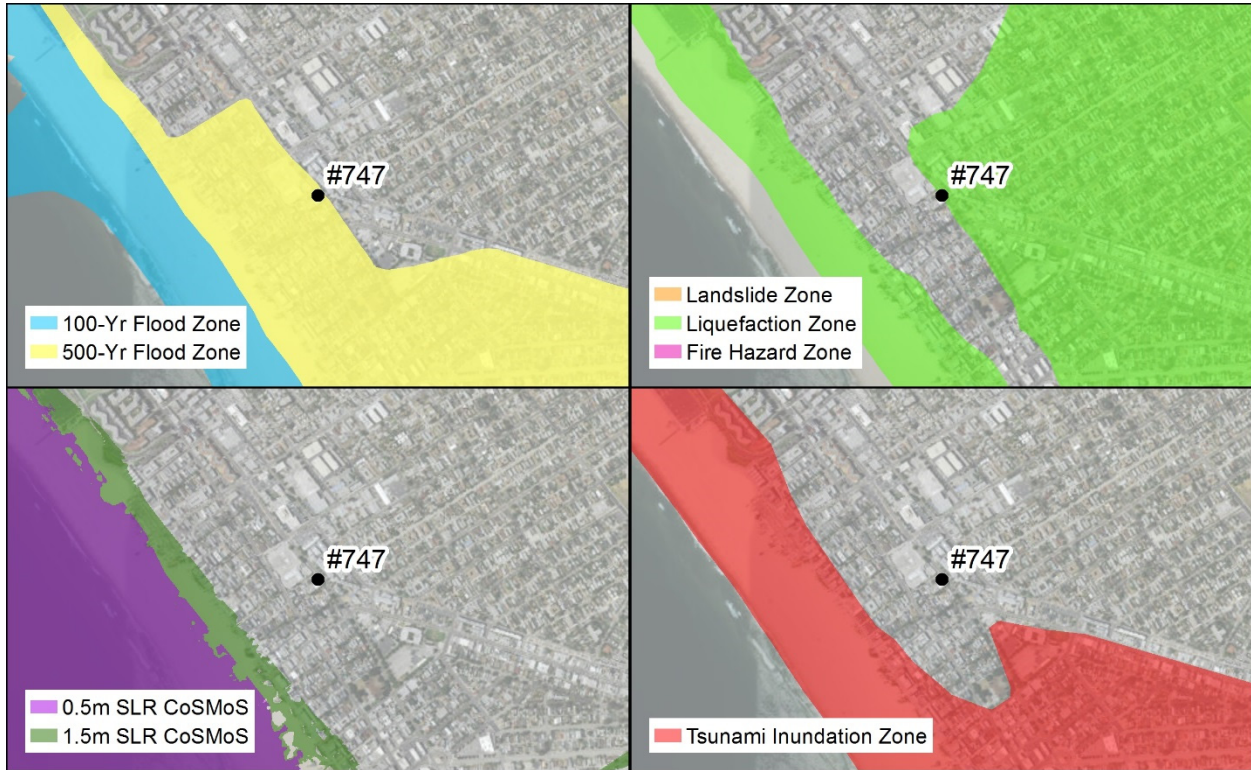 #747
100-Yr Flood Zone
500-Yr Flood Zone
#747
Landslide Zone
Liquefaction Zone
Fire Hazard Zone
#747
0.5m SLR CoSMoS
1.5m SLR CoSMoS
#747
Tsunami Inundation Zone